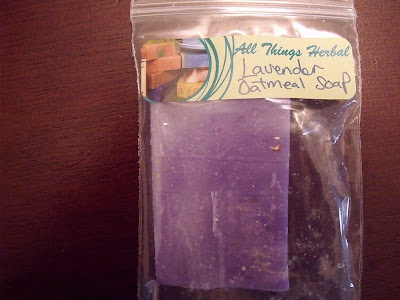 All Things Herbal
Lavender
Oatmeal Soap